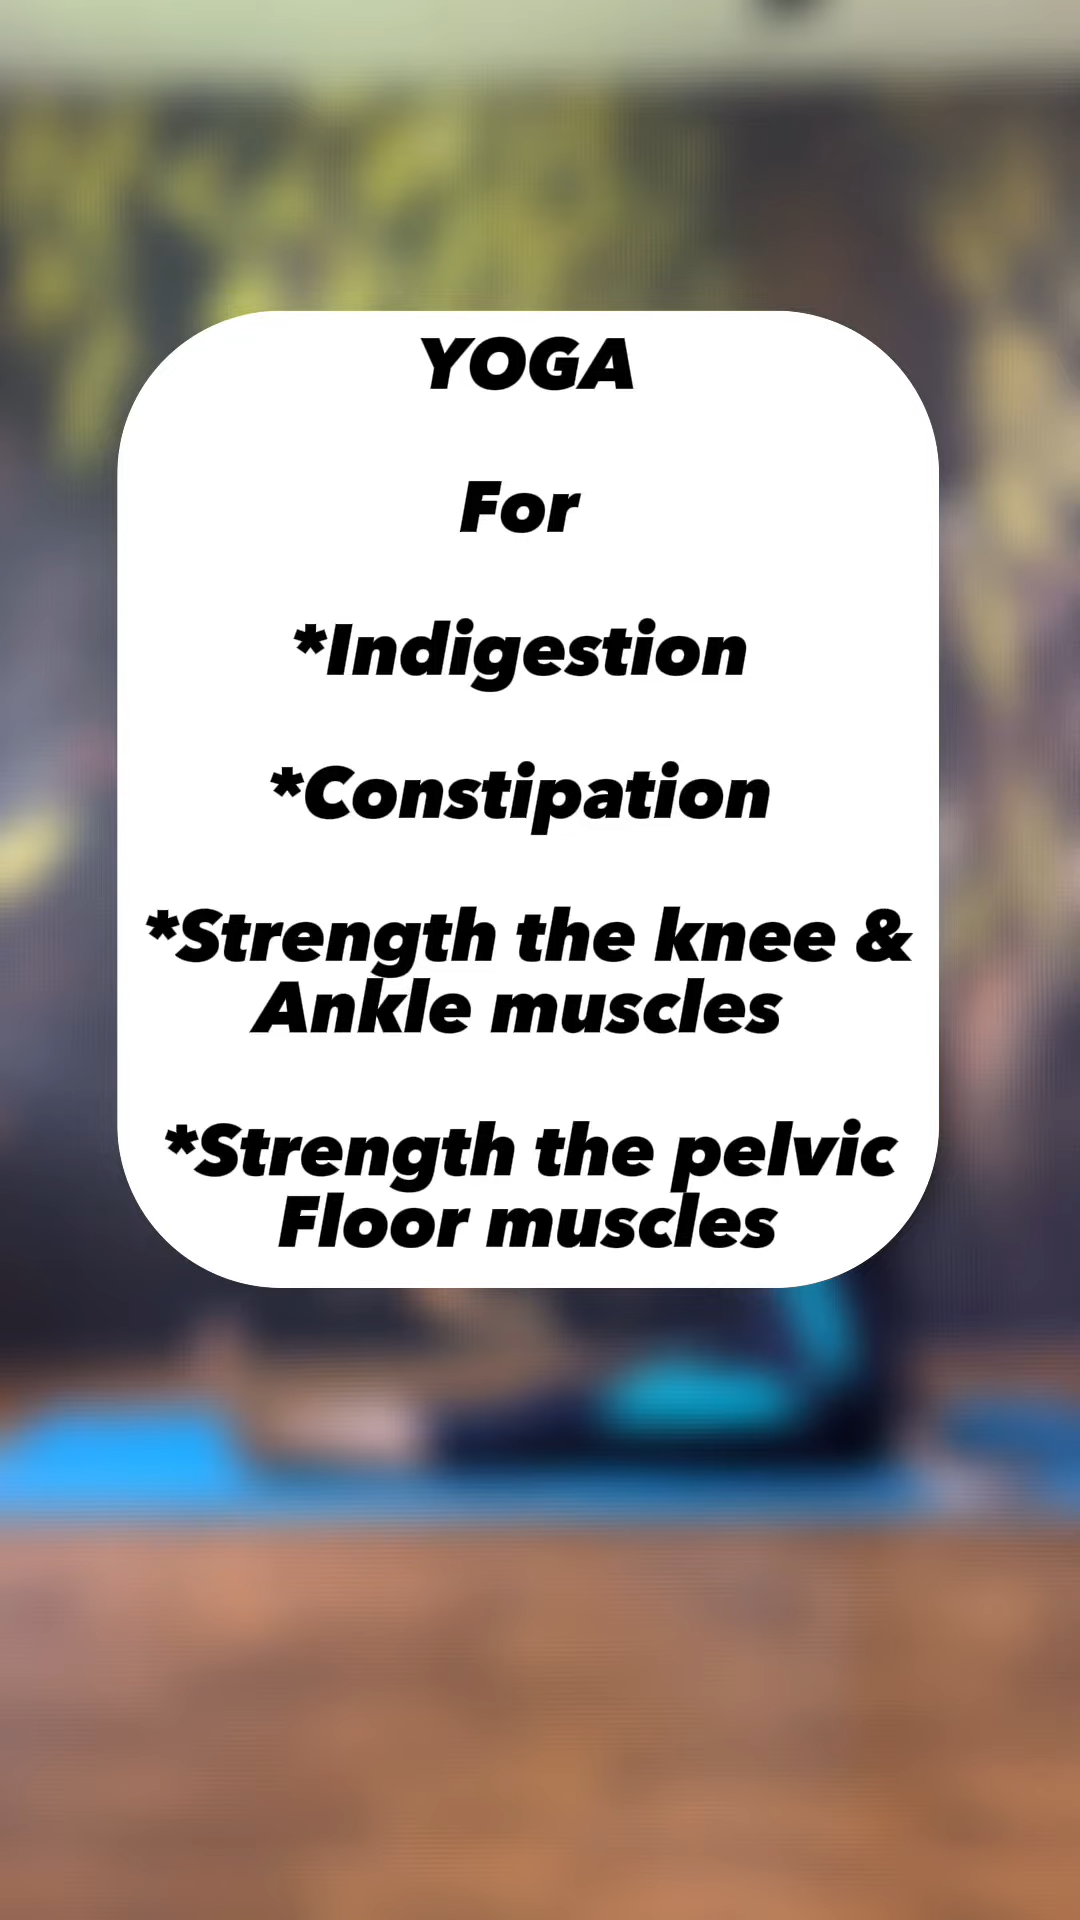 YOGA
For
*Indigestion
*Constipation
*Strength the knee &
Ankle muscles
*Strength the pelvic
Floor muscles